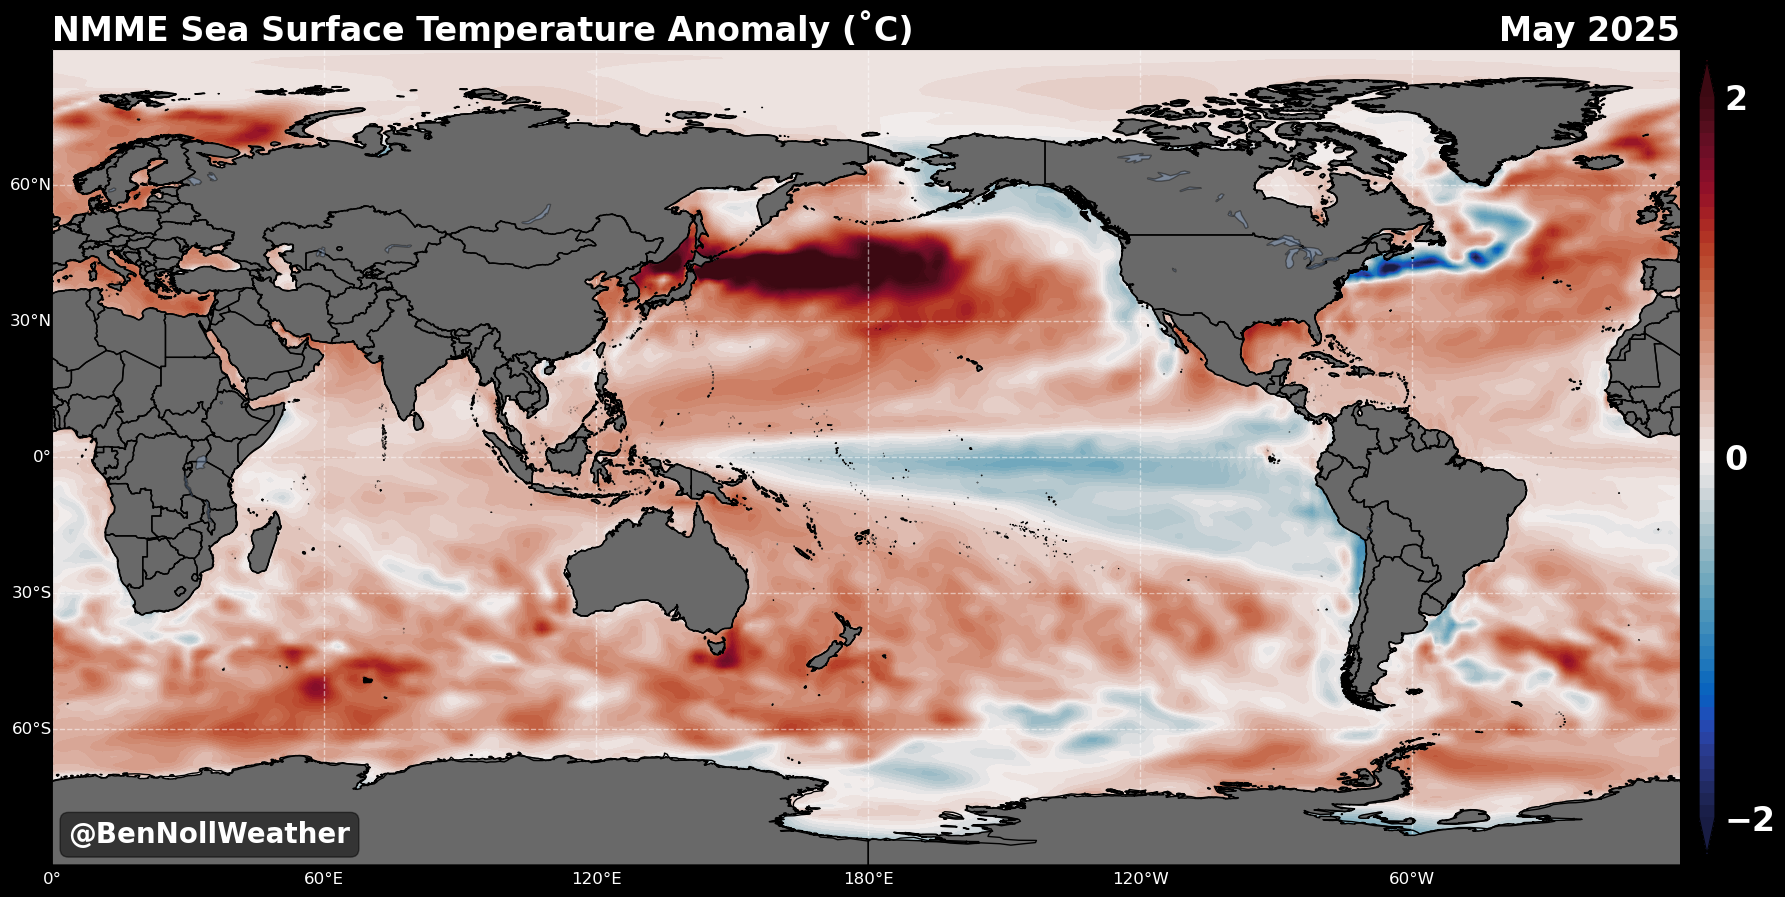 NMME Sea Surface Temperature Anomaly (˚C)
May 2025
2
60°N
30°N
0
0°
30°S
60°S
−2
@BenNollWeather
0°
60°E
120°E
180°E
120°W
60°W